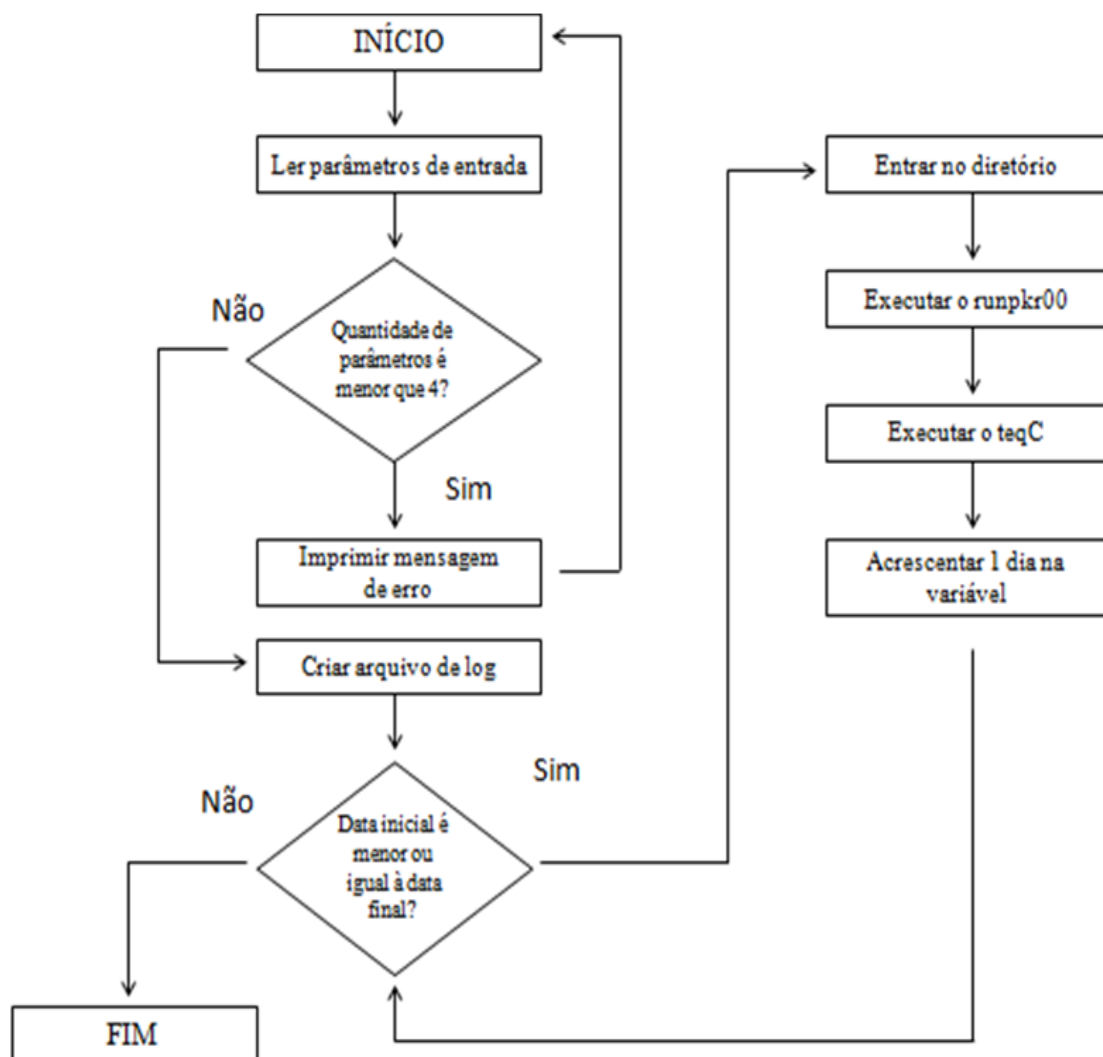 INÍCIO
Ler parâmetros de entrada
Não
Quantidade de
parâmetros é
menor que 4?
Sim
Imprimir mensagem
de erro
Criar arquivo de log
Não
Sim
Data inicial é
menor ou
igual à data
final?
FIM
Entrar no diretório
Executar o runpkr00
Executar o teqC
Acrescentar 1 dia na
variável